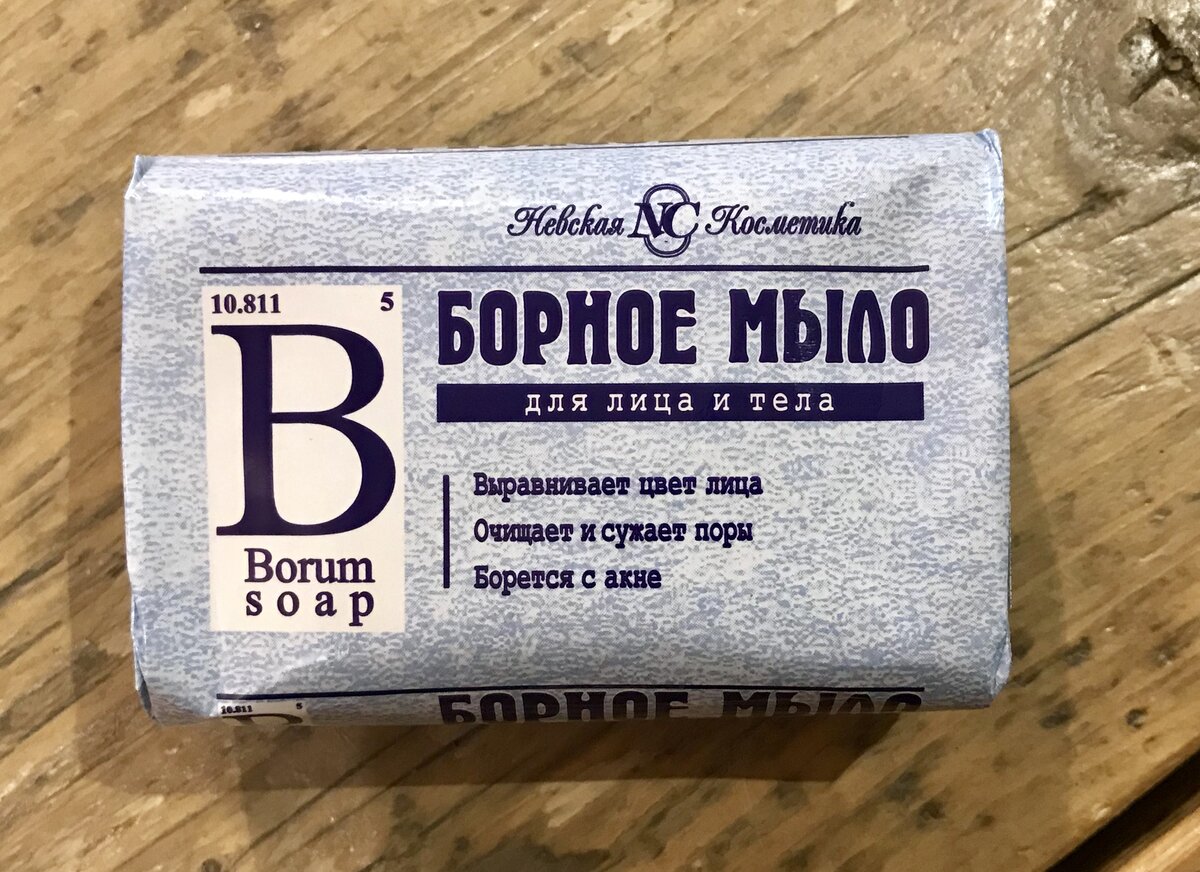 Невская NC Косметика
10.811 5
B
Borum
soap
БОРНОЕ МЫЛО
для лица и тела
Выравнивает цвет лица
Очищает и сужает поры
Борется с акне
10.811 5
B
БОРНОЕ МЫЛО